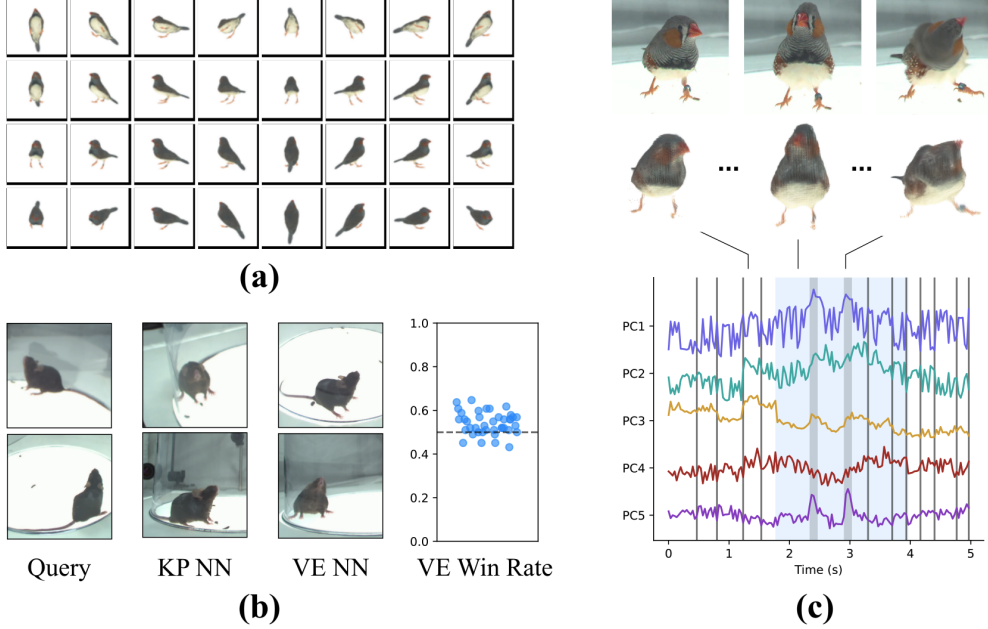 (a)
Query
KP NN
VE NN
VE Win Rate
1.0
0.8
0.6
0.4
0.2
0.0
(b)
...
...
PC1
PC2
PC3
PC4
PC5
0 1 2 3 4 5
Time (s)
(c)